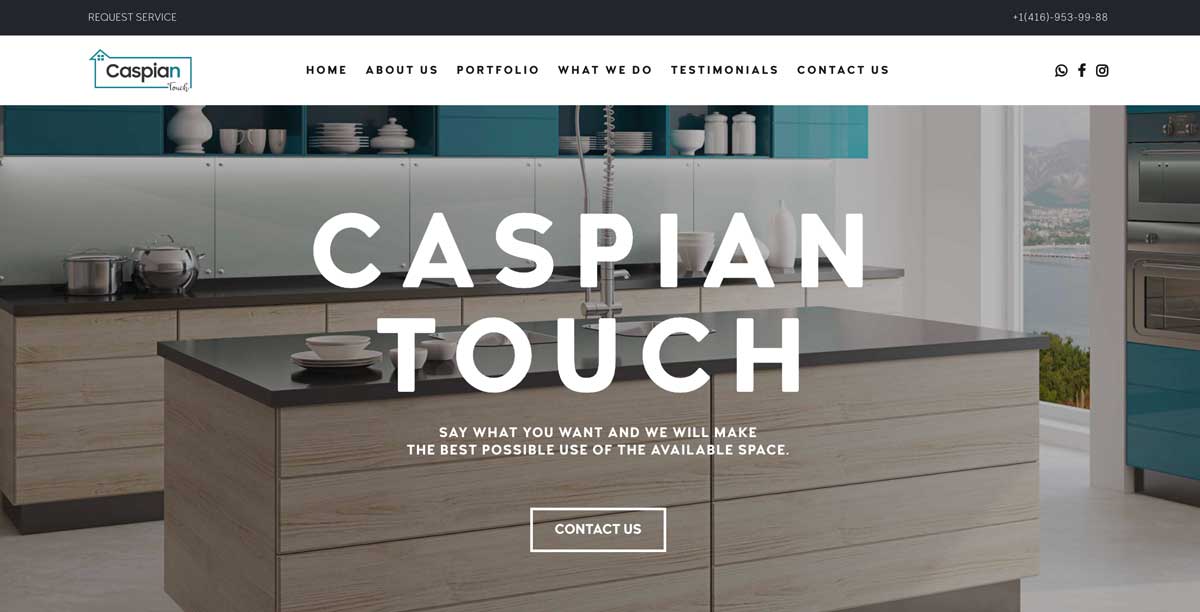 REQUEST SERVICE
+1(416)-953-99-88
Caspian
Touch
HOME ABOUT US PORTFOLIO WHAT WE DO TESTIMONIALS CONTACT US
CASPIAN
TOUCH
SAY WHAT YOU WANT AND WE WILL MAKE
THE BEST POSSIBLE USE OF THE AVAILABLE SPACE.
CONTACT US